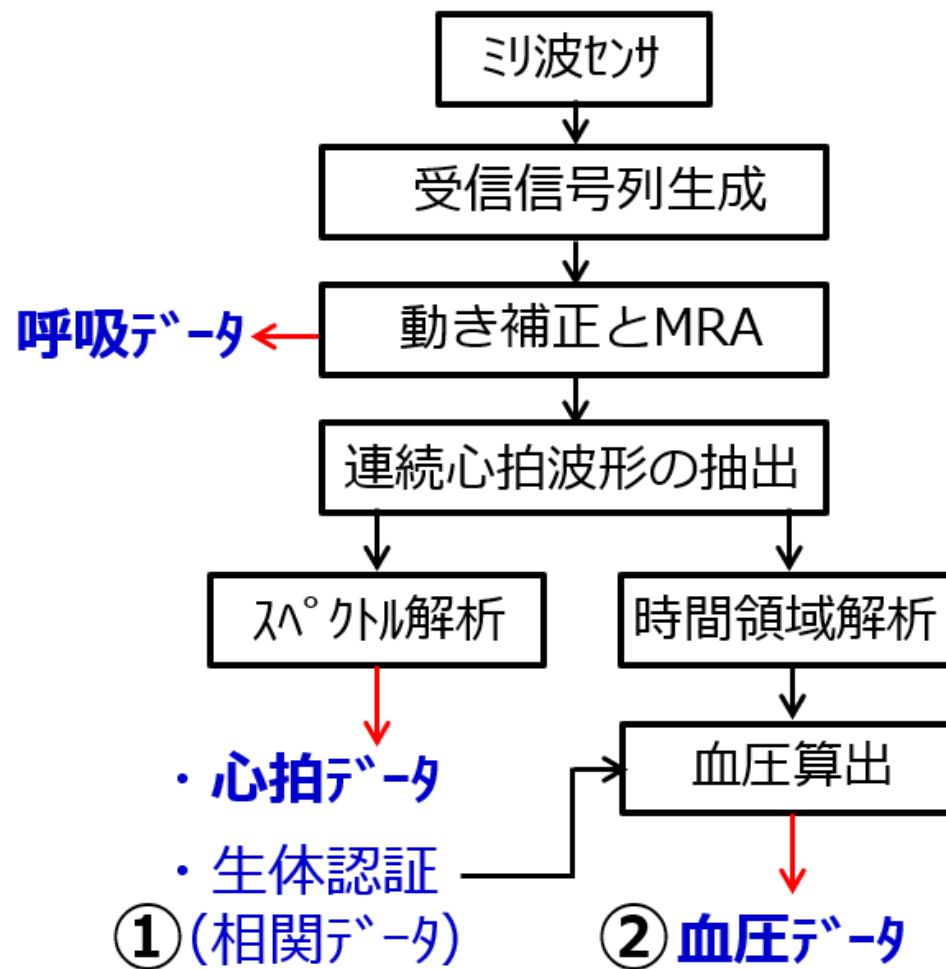 ﾐﾘ波ｾﾝｻ
受信信号列生成
動き補正とMRA
呼吸ﾃﾞｰﾀ
連続心拍波形の抽出
ｽﾍﾟｸﾄﾙ解析
時間領域解析
・心拍ﾃﾞｰﾀ
血圧算出
・生体認証
①(相関ﾃﾞｰﾀ)
②血圧ﾃﾞｰﾀ